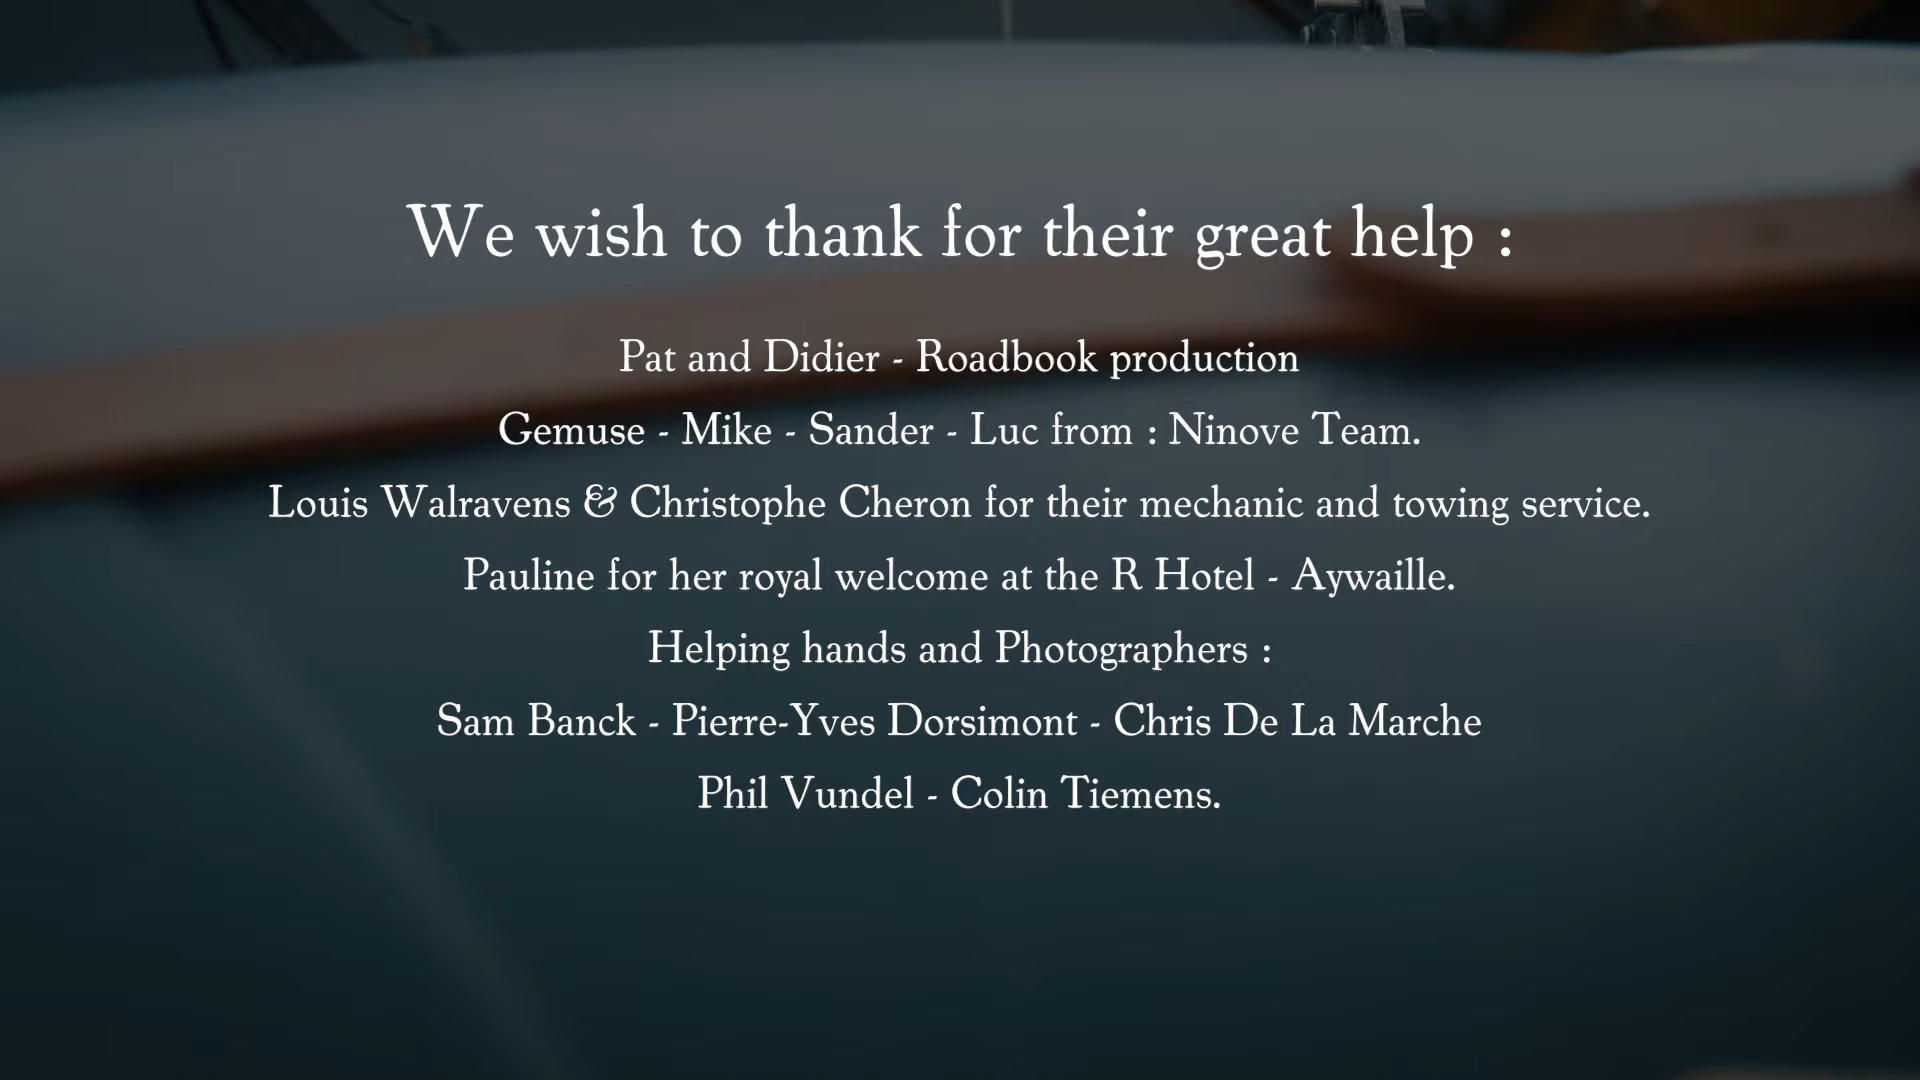 We wish to thank for their great help :
Pat and Didier - Roadbook production
Gemuse - Mike - Sander - Luc from : Ninove Team.
Louis Walravens & Christophe Cheron for their mechanic and towing service.
Pauline for her royal welcome at the R Hotel - Aywaille.
Helping hands and Photographers :
Sam Banck - Pierre-Yves Dorsimont - Chris De La Marche
Phil Vundel - Colin Tiemens.